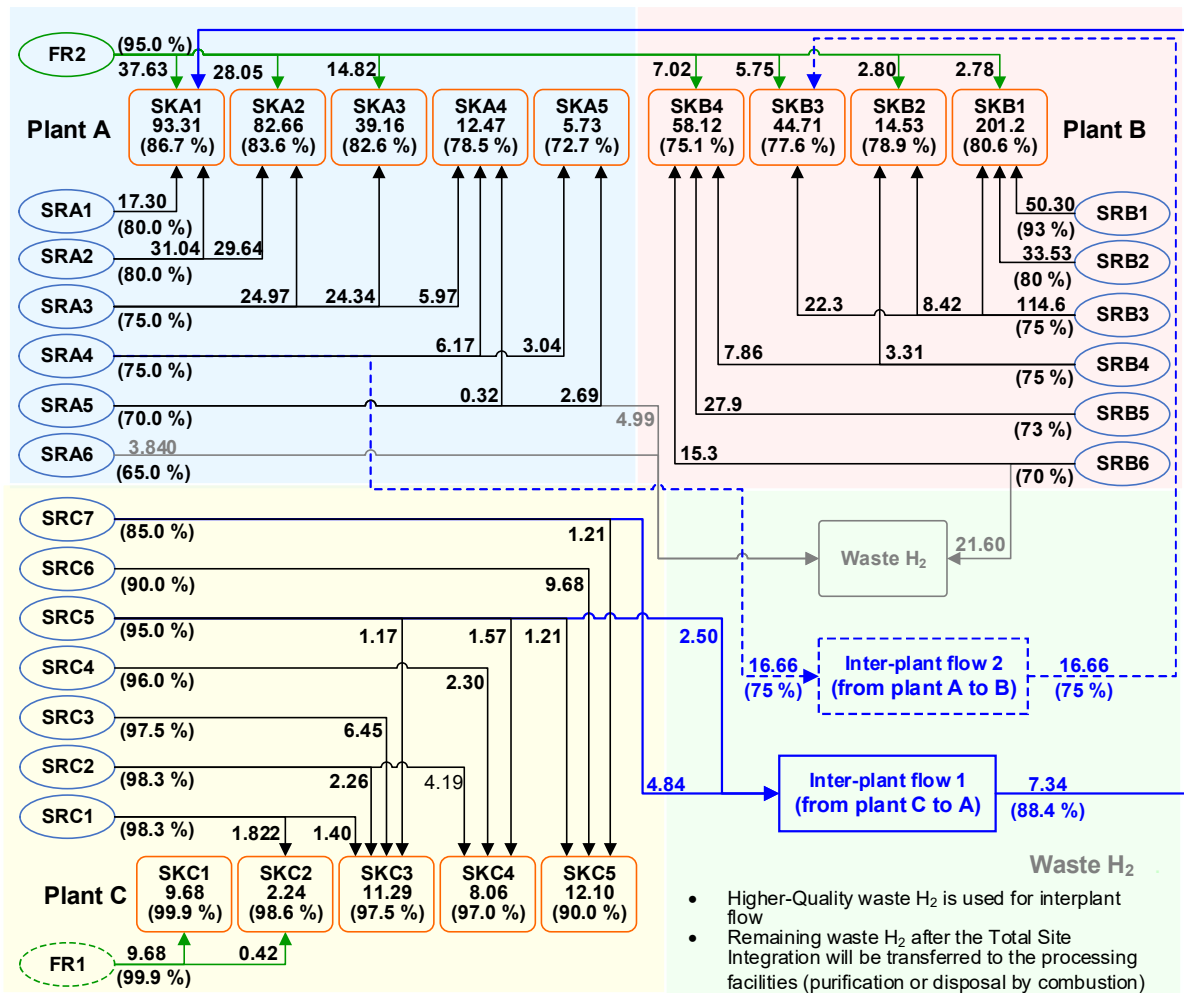 FR2
(95.0 %)
37.63
28.05
14.82
7.02
5.75
2.80
2.78
Plant A
SKA1
93.31
(86.7 %)
SKA2
82.66
(83.6 %)
SKA3
39.16
(82.6 %)
SKA4
12.47
(78.5 %)
SKA5
5.73
(72.7 %)
SKB4
58.12
(75.1 %)
SKB3
44.71
(77.6 %)
SKB2
14.53
(78.9 %)
SKB1
201.2
(80.6 %)
Plant B
SRA1
17.30
(80.0 %)
SRA2
31.04
29.64
(80.0 %)
SRA3
24.97
24.34
5.97
(75.0 %)
SRA4
6.17
3.04
(75.0 %)
SRA5
0.32
2.69
4.99
(70.0 %)
SRA6
3.840
(65.0 %)
50.30
SRB1
(93 %)
33.53
SRB2
(80 %)
22.3
8.42
114.6
SRB3
(75 %)
7.86
3.31
SRB4
(75 %)
27.9
SRB5
(73 %)
15.3
SRB6
(70 %)
SRC7
(85.0 %)
1.21
SRC6
(90.0 %)
9.68
SRC5
(95.0 %)
1.17
1.57
1.21
2.50
SRC4
(96.0 %)
2.30
SRC3
(97.5 %)
6.45
SRC2
(98.3 %)
2.26
4.19
SRC1
(98.3 %)
1.822
1.40
Waste H₂
21.60
16.66
(75 %)
Inter-plant flow 2
(from plant A to B)
16.66
(75 %)
4.84
Inter-plant flow 1
(from plant C to A)
7.34
(88.4 %)
Plant C
SKC1
9.68
(99.9 %)
SKC2
2.24
(98.6 %)
SKC3
11.29
(97.5 %)
SKC4
8.06
(97.0 %)
SKC5
12.10
(90.0 %)
FR1
9.68
(99.9 %)
0.42
Waste H₂
• Higher-Quality waste H₂ is used for interplant
flow
• Remaining waste H₂ after the Total Site
Integration will be transferred to the processing
facilities (purification or disposal by combustion)